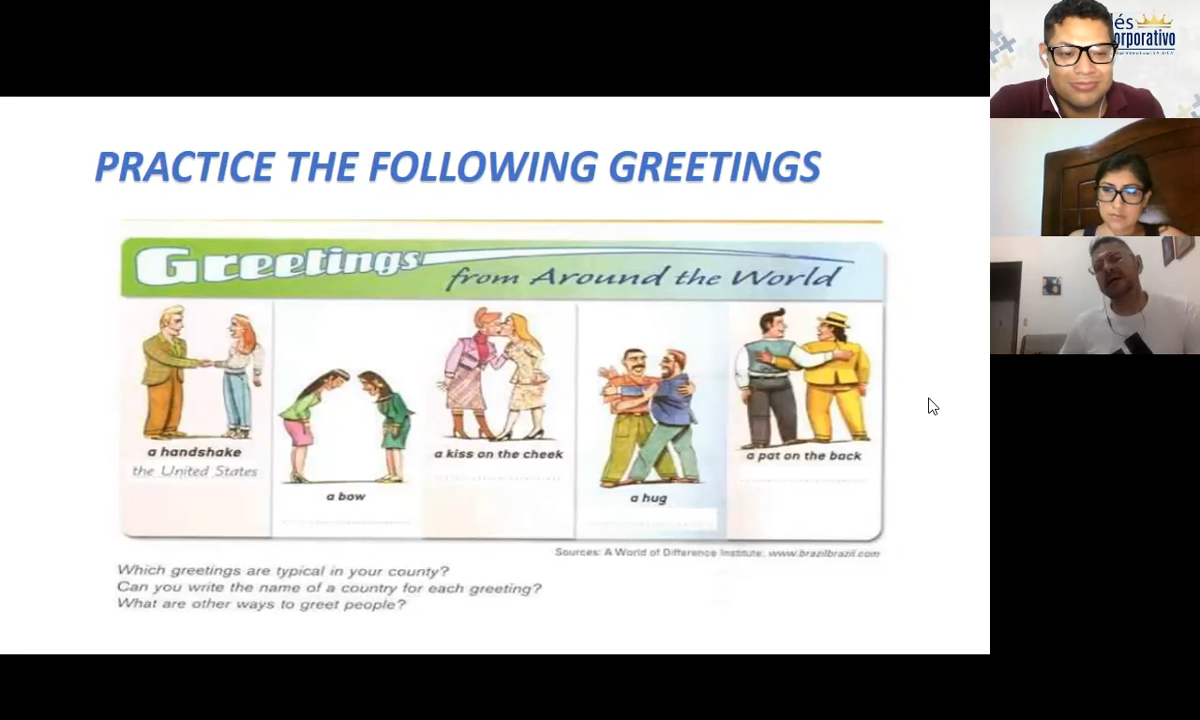 PRACTICE THE FOLLOWING GREETINGS
Greetings
from Around the World
a handshake
the United States
a bow
a kiss on the cheek
a hug
a pat on the back
Sources: A World of Difference Institute: www.brazilbrazil.com
Which greetings are typical in your county?
Can you write the name of a country for each greeting?
What are other ways to greet people?
és
orporativo